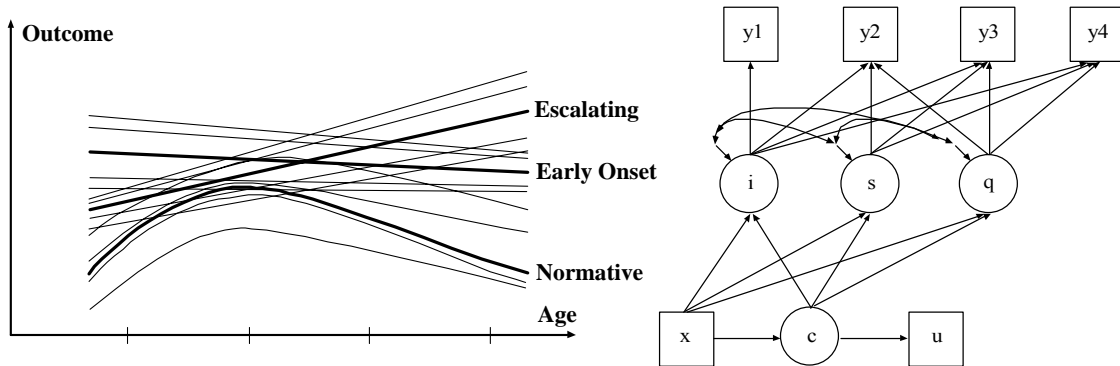 Outcome
Escalating
Early Onset
Normative
Age
y1
y2
y3
y4
i
s
q
x
c
u